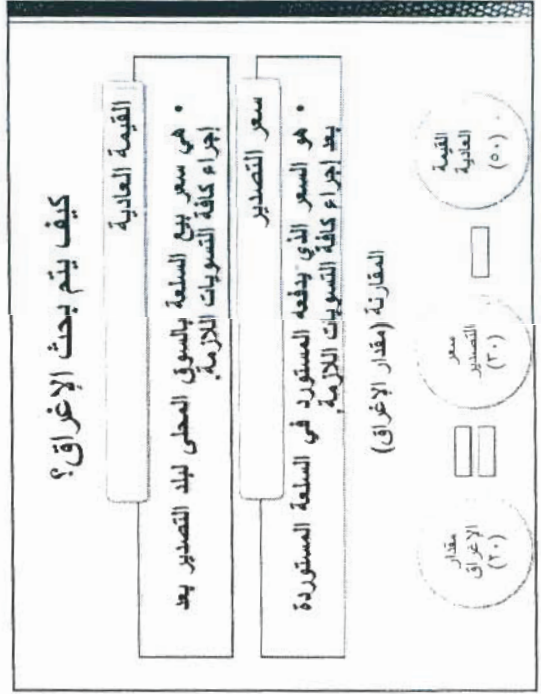 كيف يتم بحث الإغراق؟
القيمة العادية
• هي سعر بيع السلعة بالسوق المحلى لبلد التصدير بعد
إجراء كافة التسويات اللازمة.
سعر التصدير
• هو السعر الذي يدفعه المستورد في السلعة المستوردة
بعد إجراء كافة التسويات اللازمة.
المقارنة (مقدار الإغراق)
القيمة
العادية
(٥٠)
سعر
التصدير
(٣٠)
مقدار
الإغراق
(٢٠)